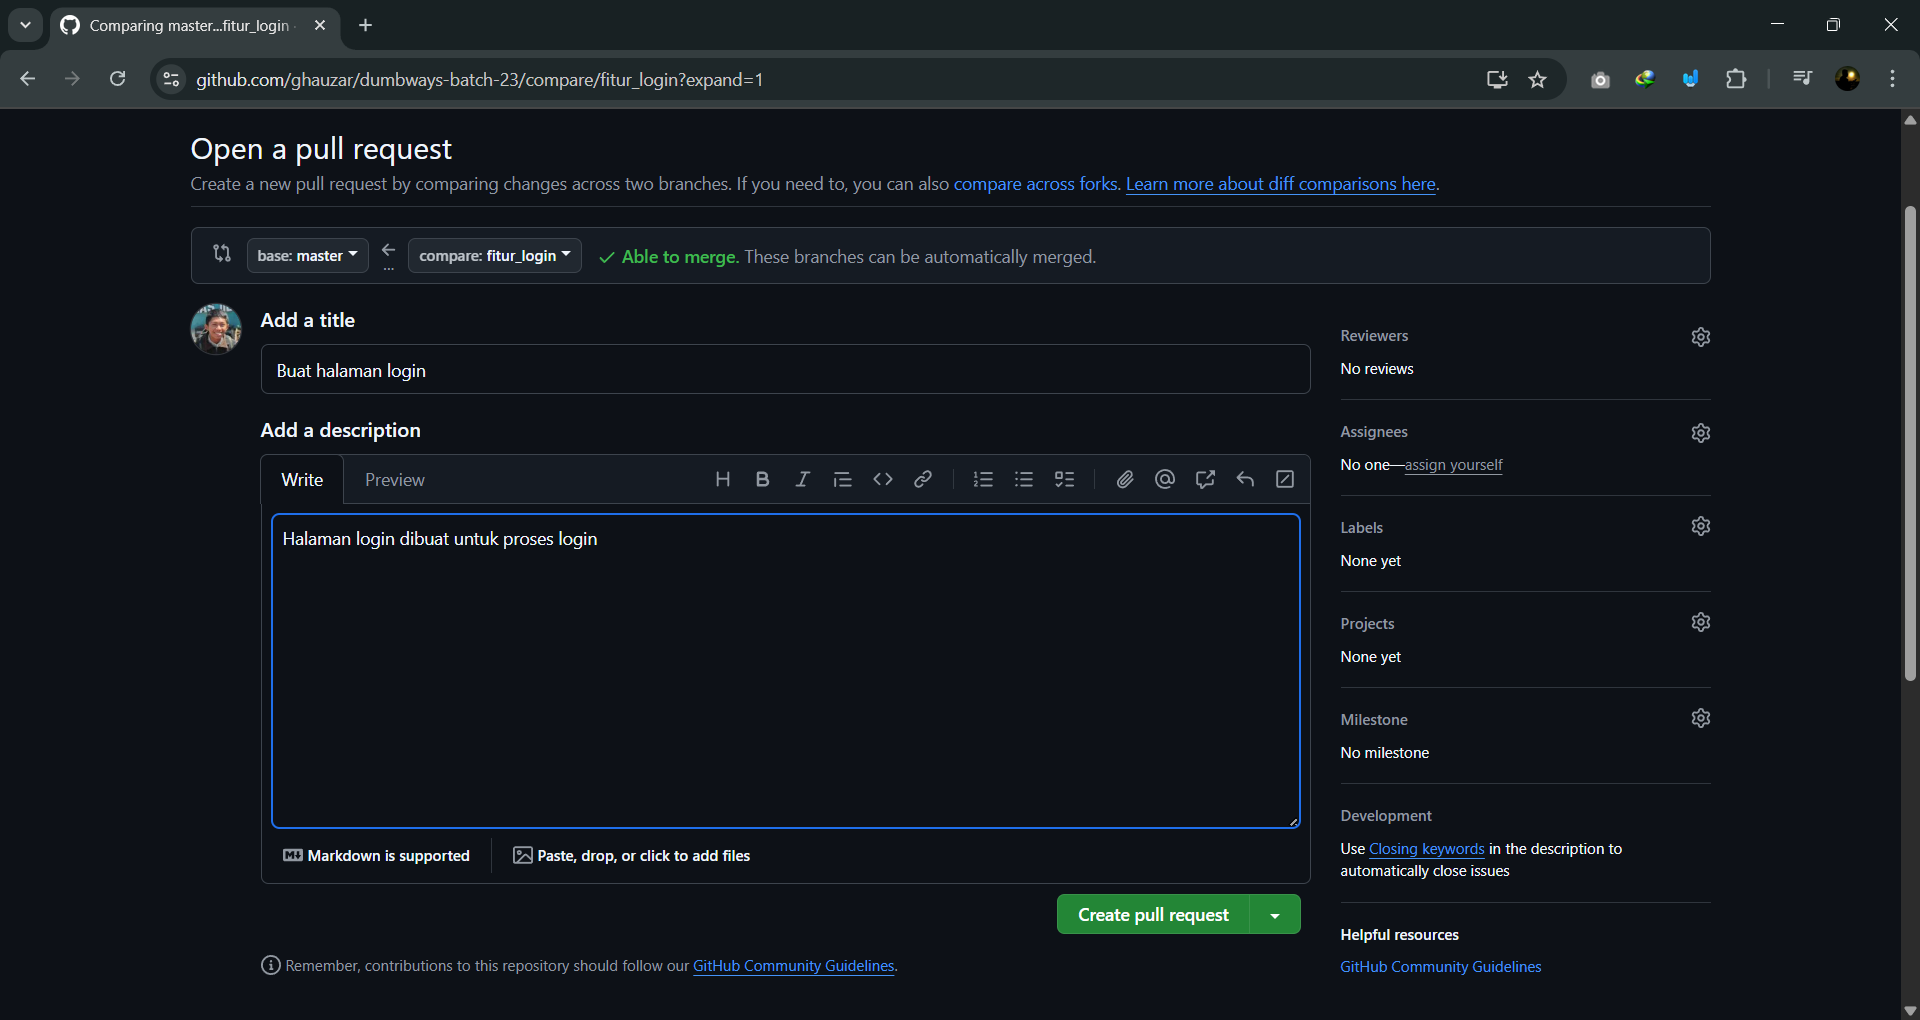 Comparing master...fitur_login
github.com/ghauzar/dumbways-batch-23/compare/fitur_login?expand=1
Open a pull request
Create a new pull request by comparing changes across two branches. If you need to, you can also compare across forks. Learn more about diff comparisons here.
base: master
...
compare: fitur_login
Able to merge. These branches can be automatically merged.
Add a title
Buat halaman login
Add a description
Write
Preview
Halaman login dibuat untuk proses login
Markdown is supported
Paste, drop, or click to add files
Create pull request
Remember, contributions to this repository should follow our GitHub Community Guidelines.
Reviewers
No reviews
Assignees
No one—assign yourself
Labels
None yet
Projects
None yet
Milestone
No milestone
Development
Use Closing keywords in the description to
automatically close issues
Helpful resources
GitHub Community Guidelines